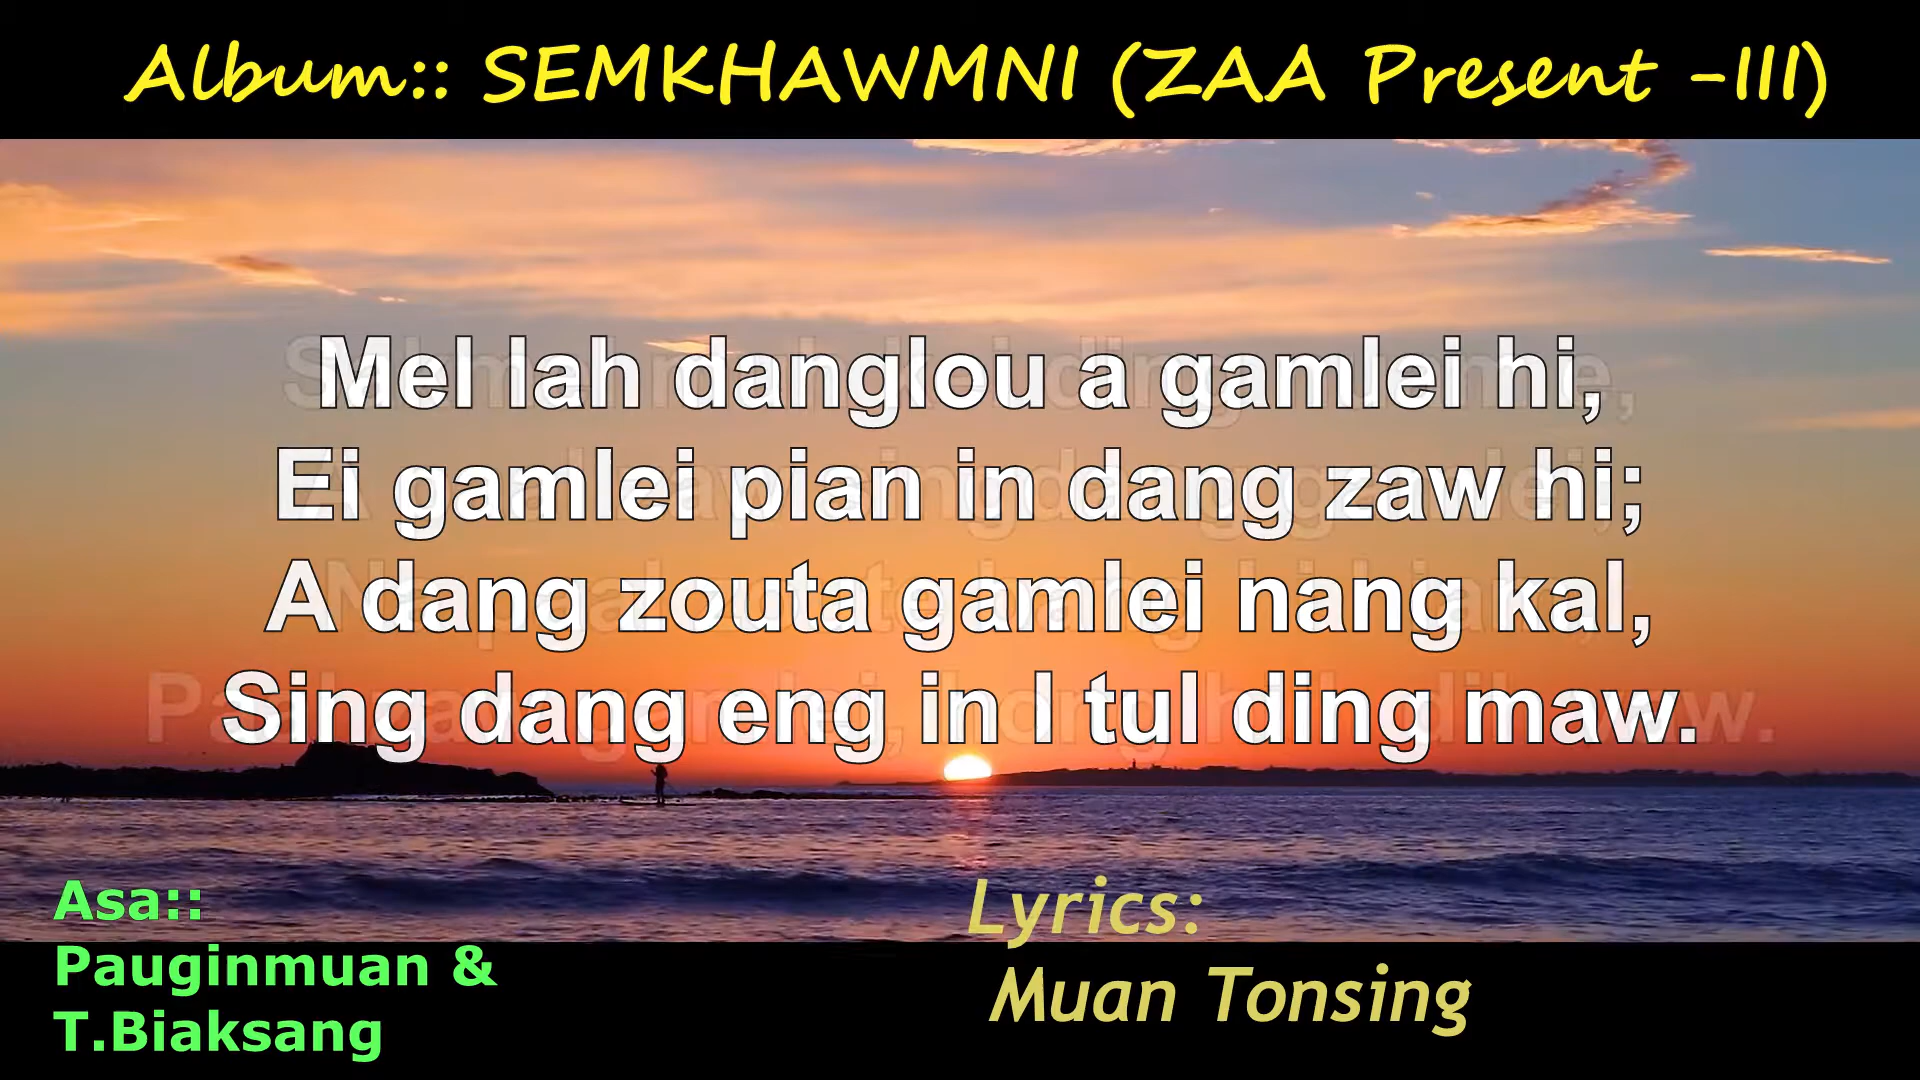 Album:: SEMKHAWMNI (ZAA Present -III)
Mel lah danglou a gamlei hi,
Ei gamlei pian in dang zaw hi;
A dang zouta gamlei nang kal,
Sing dang eng in I tul ding maw.
Asa::
Pauginmuan &
T.Biaksang
Lyrics:
Muan Tonsing